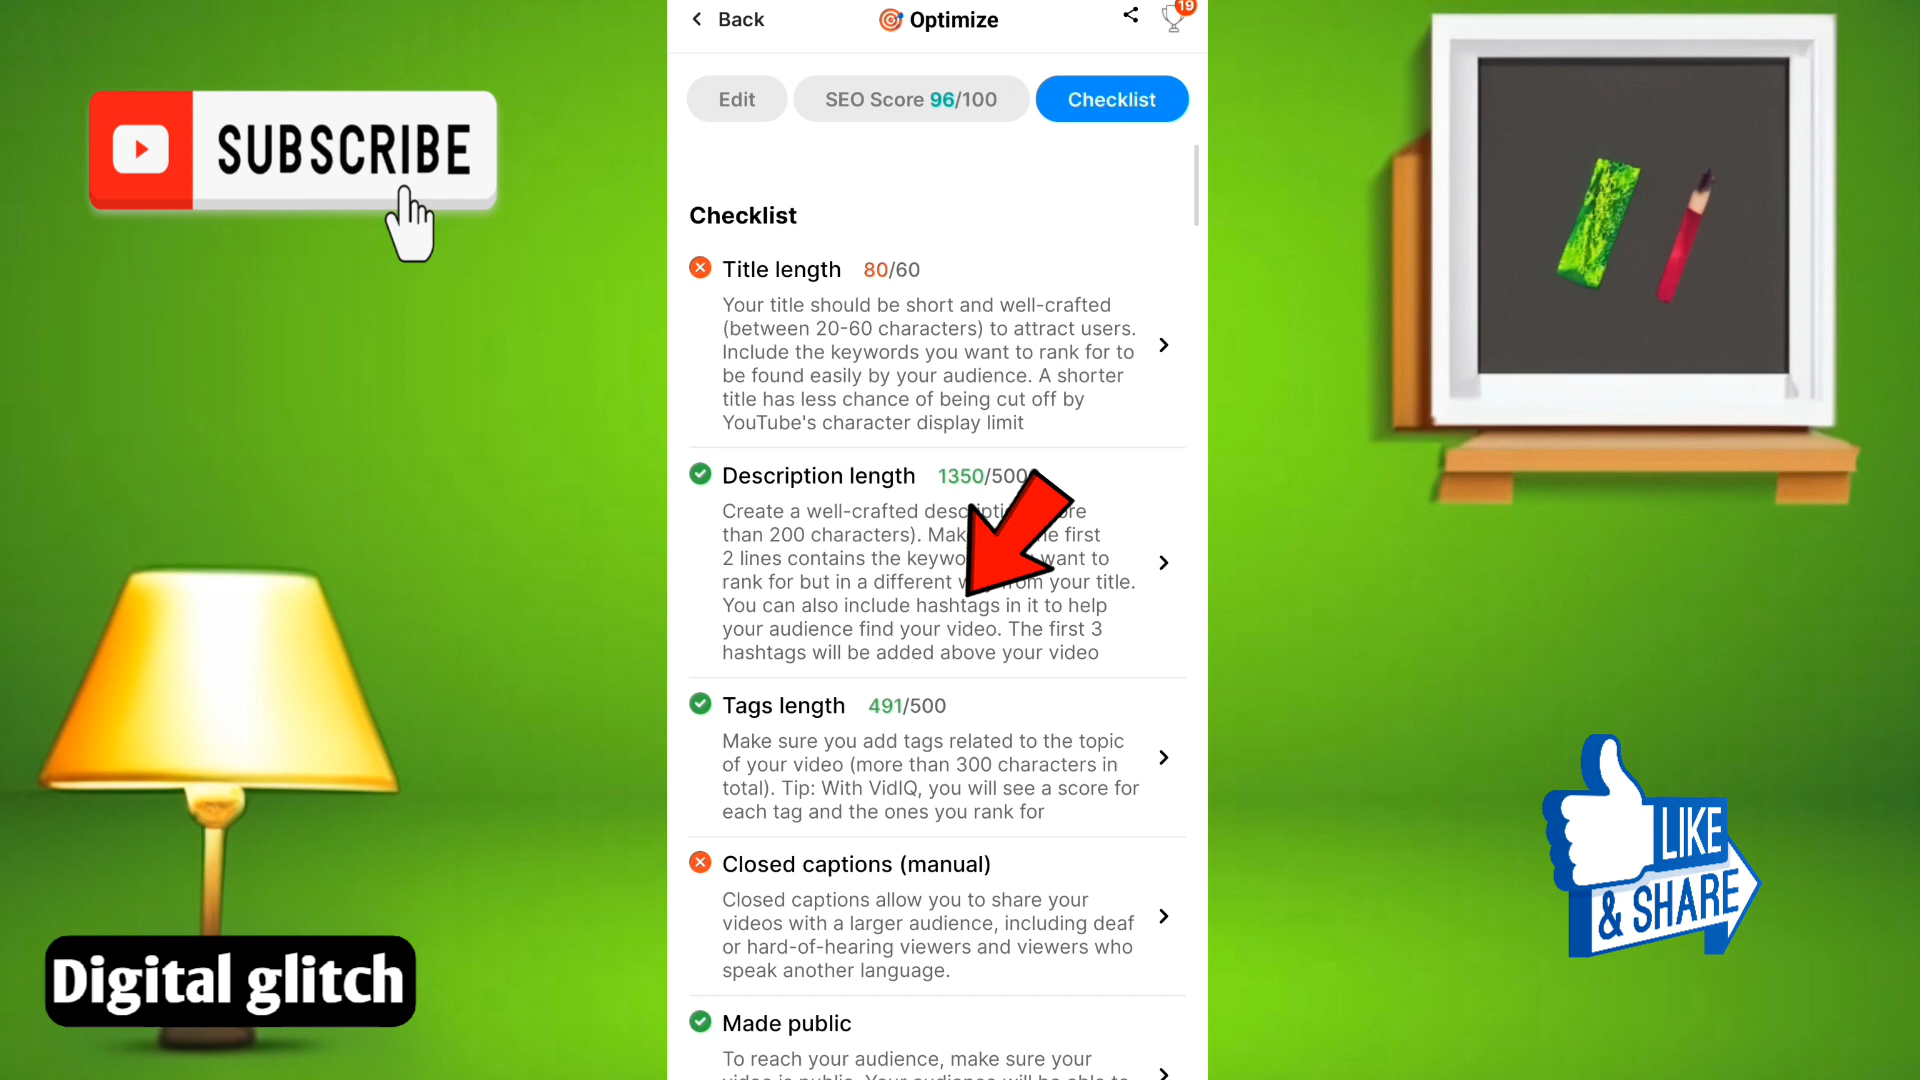 Back
Optimize
19
Edit
SEO Score 96/100
Checklist
SUBSCRIBE
Checklist
Title length 80/60
Your title should be short and well-crafted
(between 20-60 characters) to attract users.
Include the keywords you want to rank for to
be found easily by your audience. A shorter
title has less chance of being cut off by
YouTube's character display limit
Description length 1350/500
Create a well-crafted
than 200 characters). first
2 lines contains the want to
rank for but in a different from your title.
You can also include hashtags in it to help
your audience find your video. The first 3
hashtags will be added above your video
Tags length 491/500
Make sure you add tags related to the topic
of your video (more than 300 characters in
total). Tip: With VidIQ, you will see a score for
each tag and the ones you rank for
Closed captions (manual)
Closed captions allow you to share your
videos with a larger audience, including deaf
or hard-of-hearing viewers and viewers who
speak another language.
Made public
To reach your audience, make sure your
LIKE
& SHARE
Digital glitch